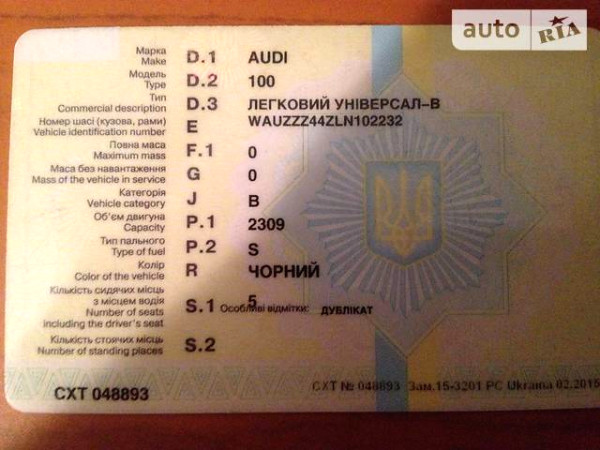 auto RIA
Марка
Make D.1 AUDI
Модель
Type D.2 100
Тип
Commercial description D.3 ЛЕГКОВИЙ УНІВЕРСАЛ-В
Номер шасі (кузова, рами)
Vehicle identification number E WAUZZZ44ZLN102232
Повна маса
Maximum mass F.1 0
Маса без навантаження
Mass of the vehicle in service G 0
Категорія
Vehicle category J B
Об'єм двигуна
Capacity P.1 2309
Тип пального
Type of fuel P.2 S
Колір
Color of the vehicle R ЧОРНИЙ
Кількість сидячих місць
з місцем водія
Number of seats
including the driver's seat S.1 5
Особливі відмітки: ДУБЛІКАТ
Кількість стоячих місць
Number of standing places S.2
СХТ 048893
СХТ № 048893 Зам.15-3201 РС Ukraina 02.2015